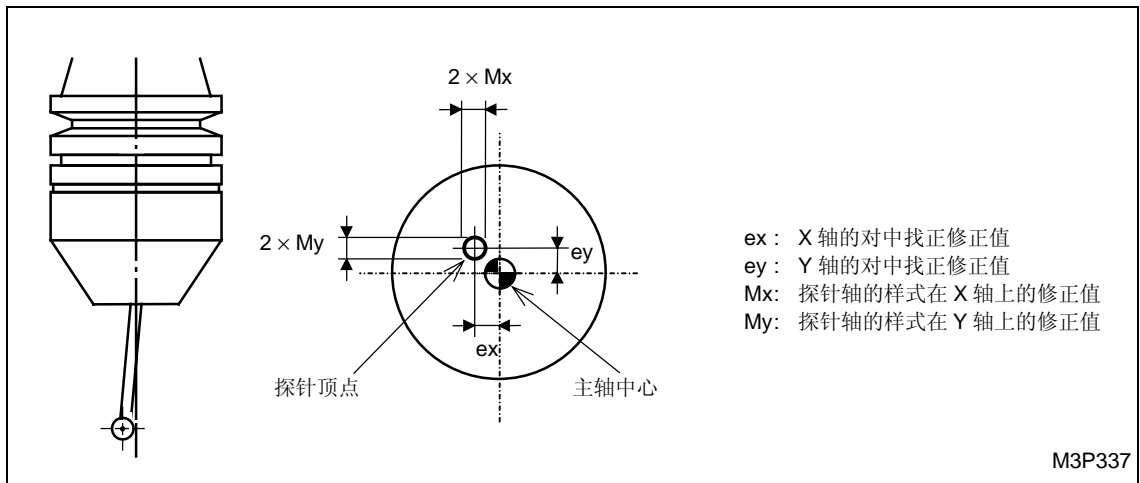 2 × Mx
2 × My
ey
ex
探针顶点
主轴中心
ex : X 轴的对中找正修正值
ey : Y 轴的对中找正修正值
Mx: 探针轴的样式在 X 轴上的修正值
My: 探针轴的样式在 Y 轴上的修正值
M3P337